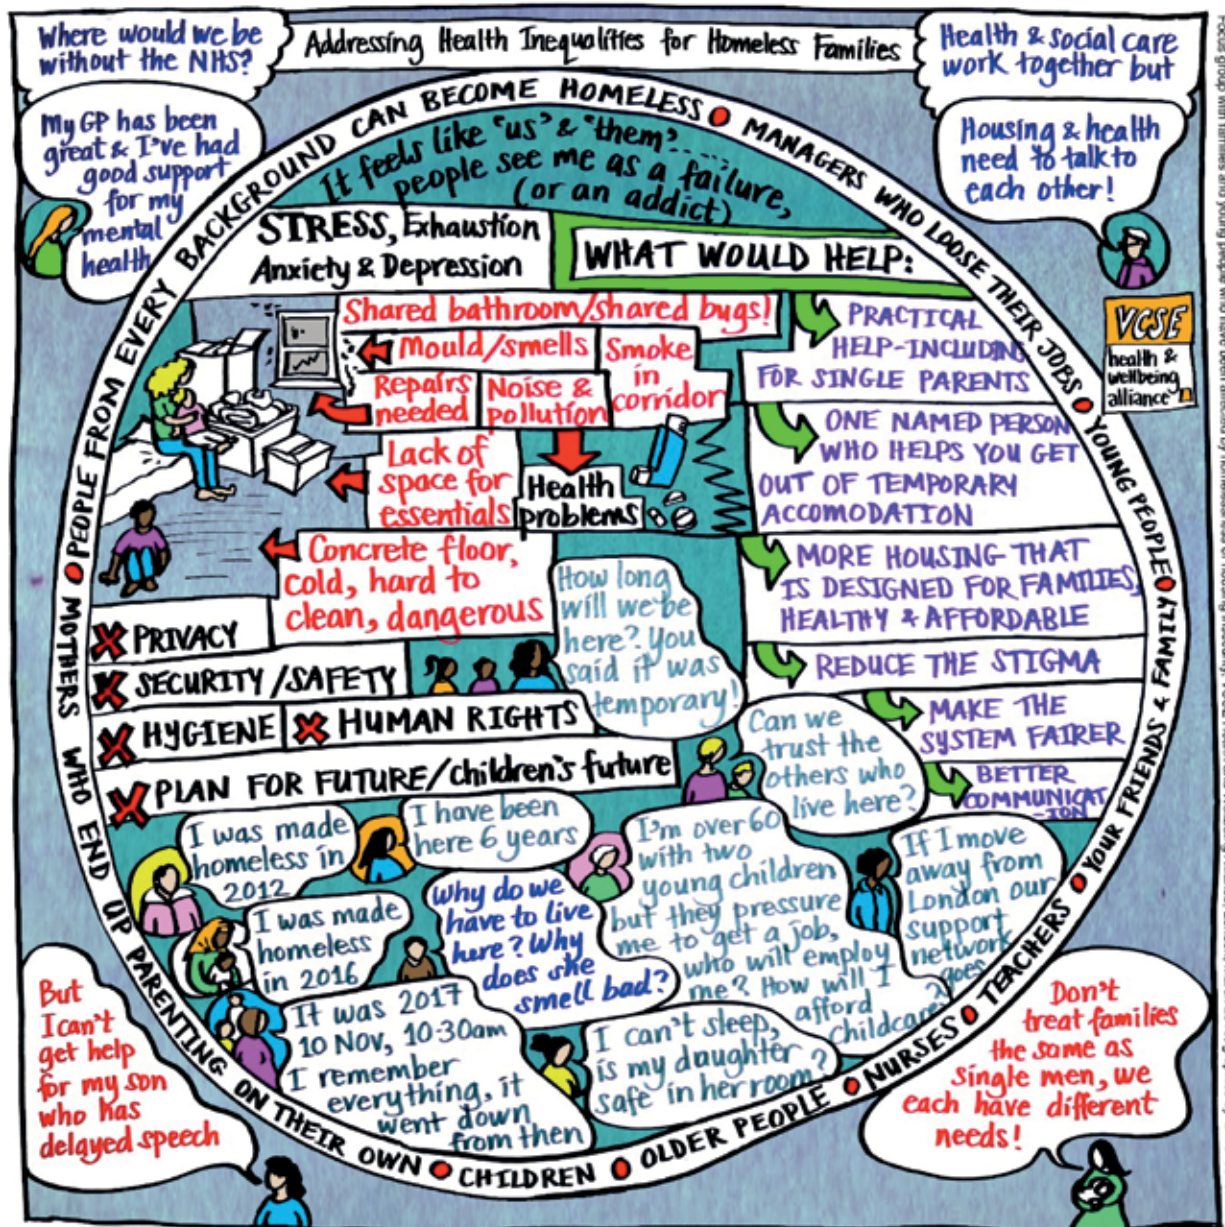 Where would we be
without the NHS?
Addressing Health Inequalities for Homeless Families
Health & social care
work together but
My GP has been
great & I've had
good support
for my
mental
health
Housing & health
need to talk to
each other!
PEOPLE FROM EVERY BACKGROUND CAN BECOME HOMELESS
MANAGERS WHO LOOSE THEIR JOBS
YOUNG PEOPLE
YOUR FRIENDS & FAMILY
TEACHERS
NURSES
OLDER PEOPLE
CHILDREN
MOTHERS WHO END UP PARENTING ON THEIR OWN
It feels like 'us' & 'them'.....
people see me as a failure,
(or an addict)
STRESS, Exhaustion
Anxiety & Depression
Shared bathroom/shared bugs!
Mould/smells
Smoke
in
corridor
Repairs
needed
Noise &
pollution
Lack of
space for
essentials
Health
problems
Concrete floor,
cold, hard to
clean, dangerous
WHAT WOULD HELP:
PRACTICAL
HELP-INCLUDING
FOR SINGLE PARENTS
ONE NAMED PERSON
WHO HELPS YOU GET
OUT OF TEMPORARY
ACCOMODATION
MORE HOUSING THAT
IS DESIGNED FOR FAMILIES,
HEALTHY & AFFORDABLE
REDUCE THE STIGMA
MAKE THE
SYSTEM FAIRER
BETTER
COMMUNICAT
-ION
VCSE
health &
wellbeing
alliance
PRIVACY
SECURITY/SAFETY
HYGIENE
HUMAN RIGHTS
PLAN FOR FUTURE/children's future
How long
will we be
here? You
said it was
temporary!
Can we
trust the
others who
live here?
I was made
homeless in
2012
I have been
here 6 years
I was made
homeless
in 2016
Why do we
have to live
here? Why
does she
smell bad?
I'm over 60
with two
young children
but they pressure
me to get a job,
who will employ
me? How will I
afford
childcare?
If I move
away from
London our
support
network
goes
It was 2017
10 Nov, 10:30am
I remember
everything, it
went down
from then
I can't sleep,
is my daughter
safe in her room?
But
I can't
get help
for my son
who has
delayed speech
Don't
treat families
the same as
single men, we
each have different
needs!